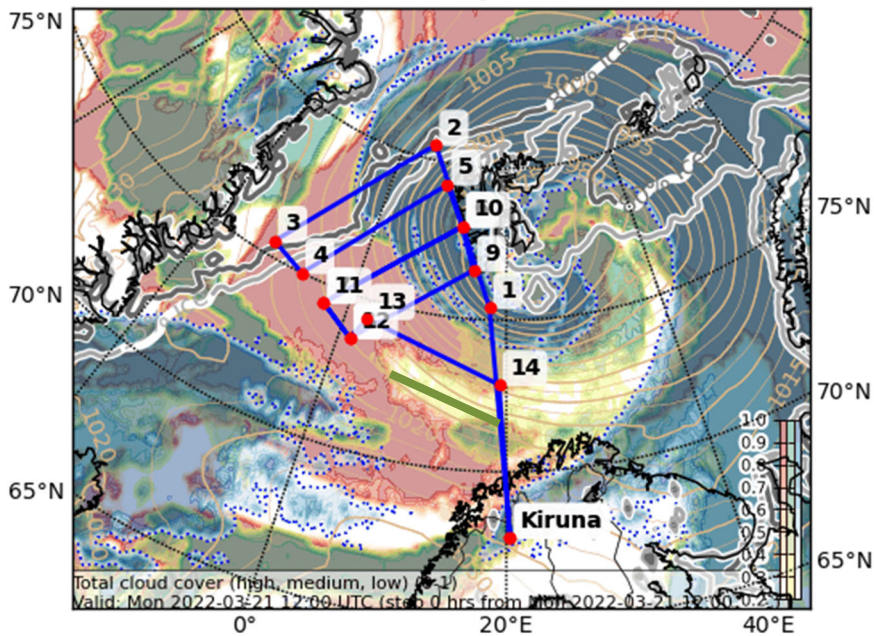 75°N
1005
1010
2
5
10
3
75°N
4
9
11
13
1
70°N
12
14
70°N
1015
1020
1020
1.0
0.9
0.8
0.7
0.6
0.5
0.4
0.3
0.2
65°N
Kiruna
65°N
Total cloud cover (high, medium, low) (0-1)
Valid: Mon 2022-03-21 12:00 UTC (step 0 hrs from Mon 2022-03-21 12:00
0°
20°E
40°E